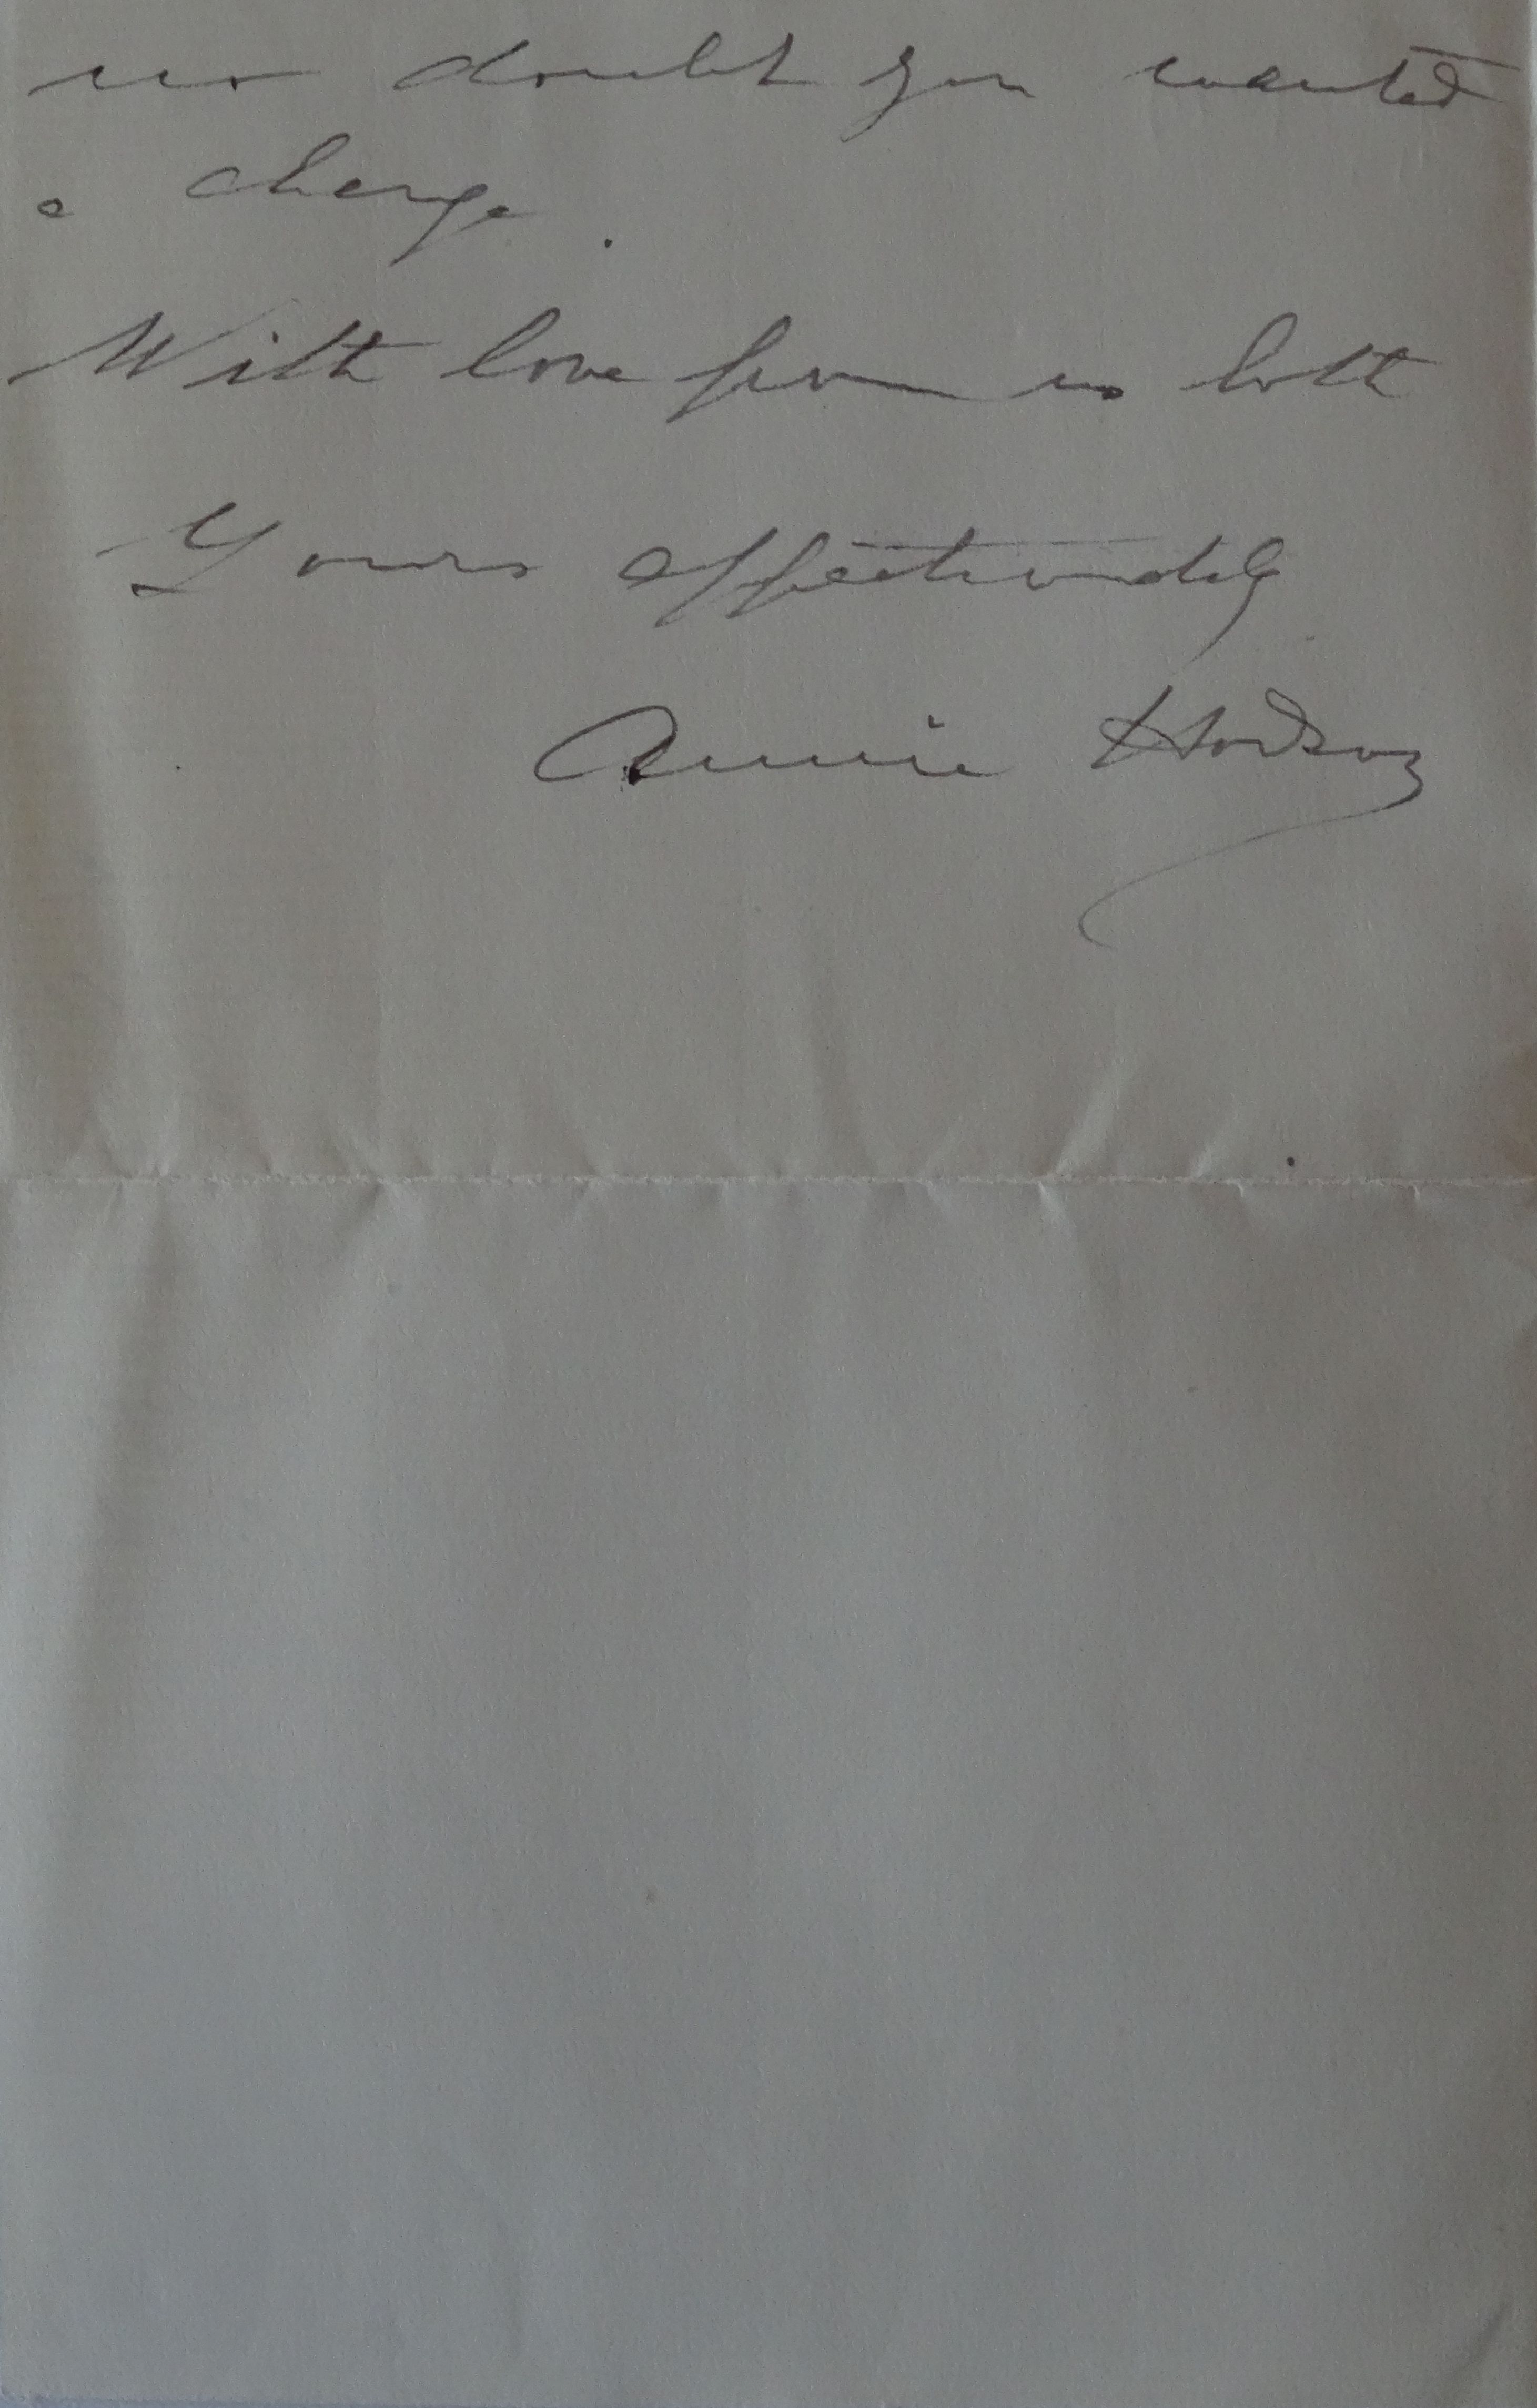 no doubt you wanted
a change.
With love from us both
Yours affectionately
Annie Hodson